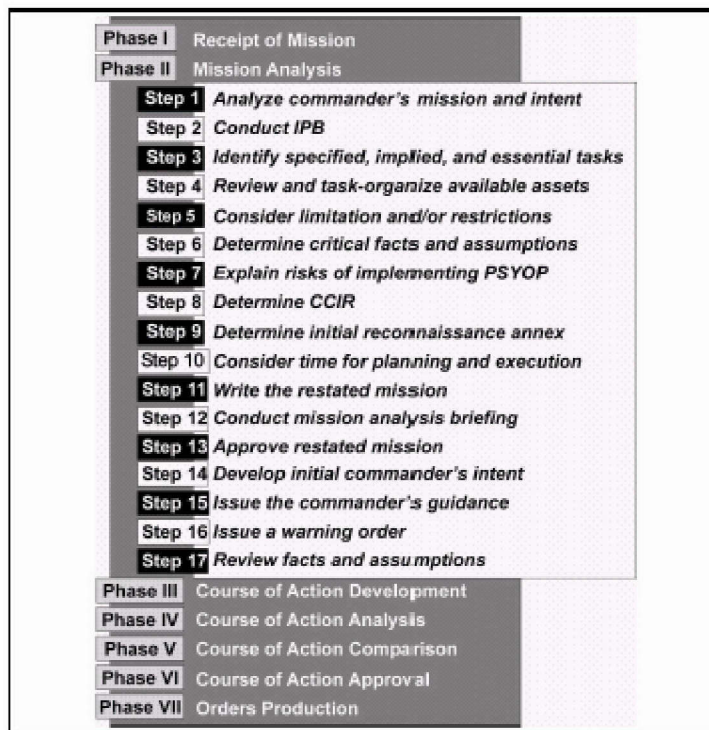 Phase I Receipt of Mission
Phase II Mission Analysis
Step 1 Analyze commander's mission and intent
Step 2 Conduct IPB
Step 3 Identify specified, implied, and essential tasks
Step 4 Review and task-organize available assets
Step 5 Consider limitation and/or restrictions
Step 6 Determine critical facts and assumptions
Step 7 Explain risks of implementing PSYOP
Step 8 Determine CCIR
Step 9 Determine initial reconnaissance annex
Step 10 Consider time for planning and execution
Step 11 Write the restated mission
Step 12 Conduct mission analysis briefing
Step 13 Approve restated mission
Step 14 Develop initial commander's intent
Step 15 Issue the commander's guidance
Step 16 Issue a warning order
Step 17 Review facts and assumptions
Phase III Course of Action Development
Phase IV Course of Action Analysis
Phase V Course of Action Comparison
Phase VI Course of Action Approval
Phase VII Orders Production